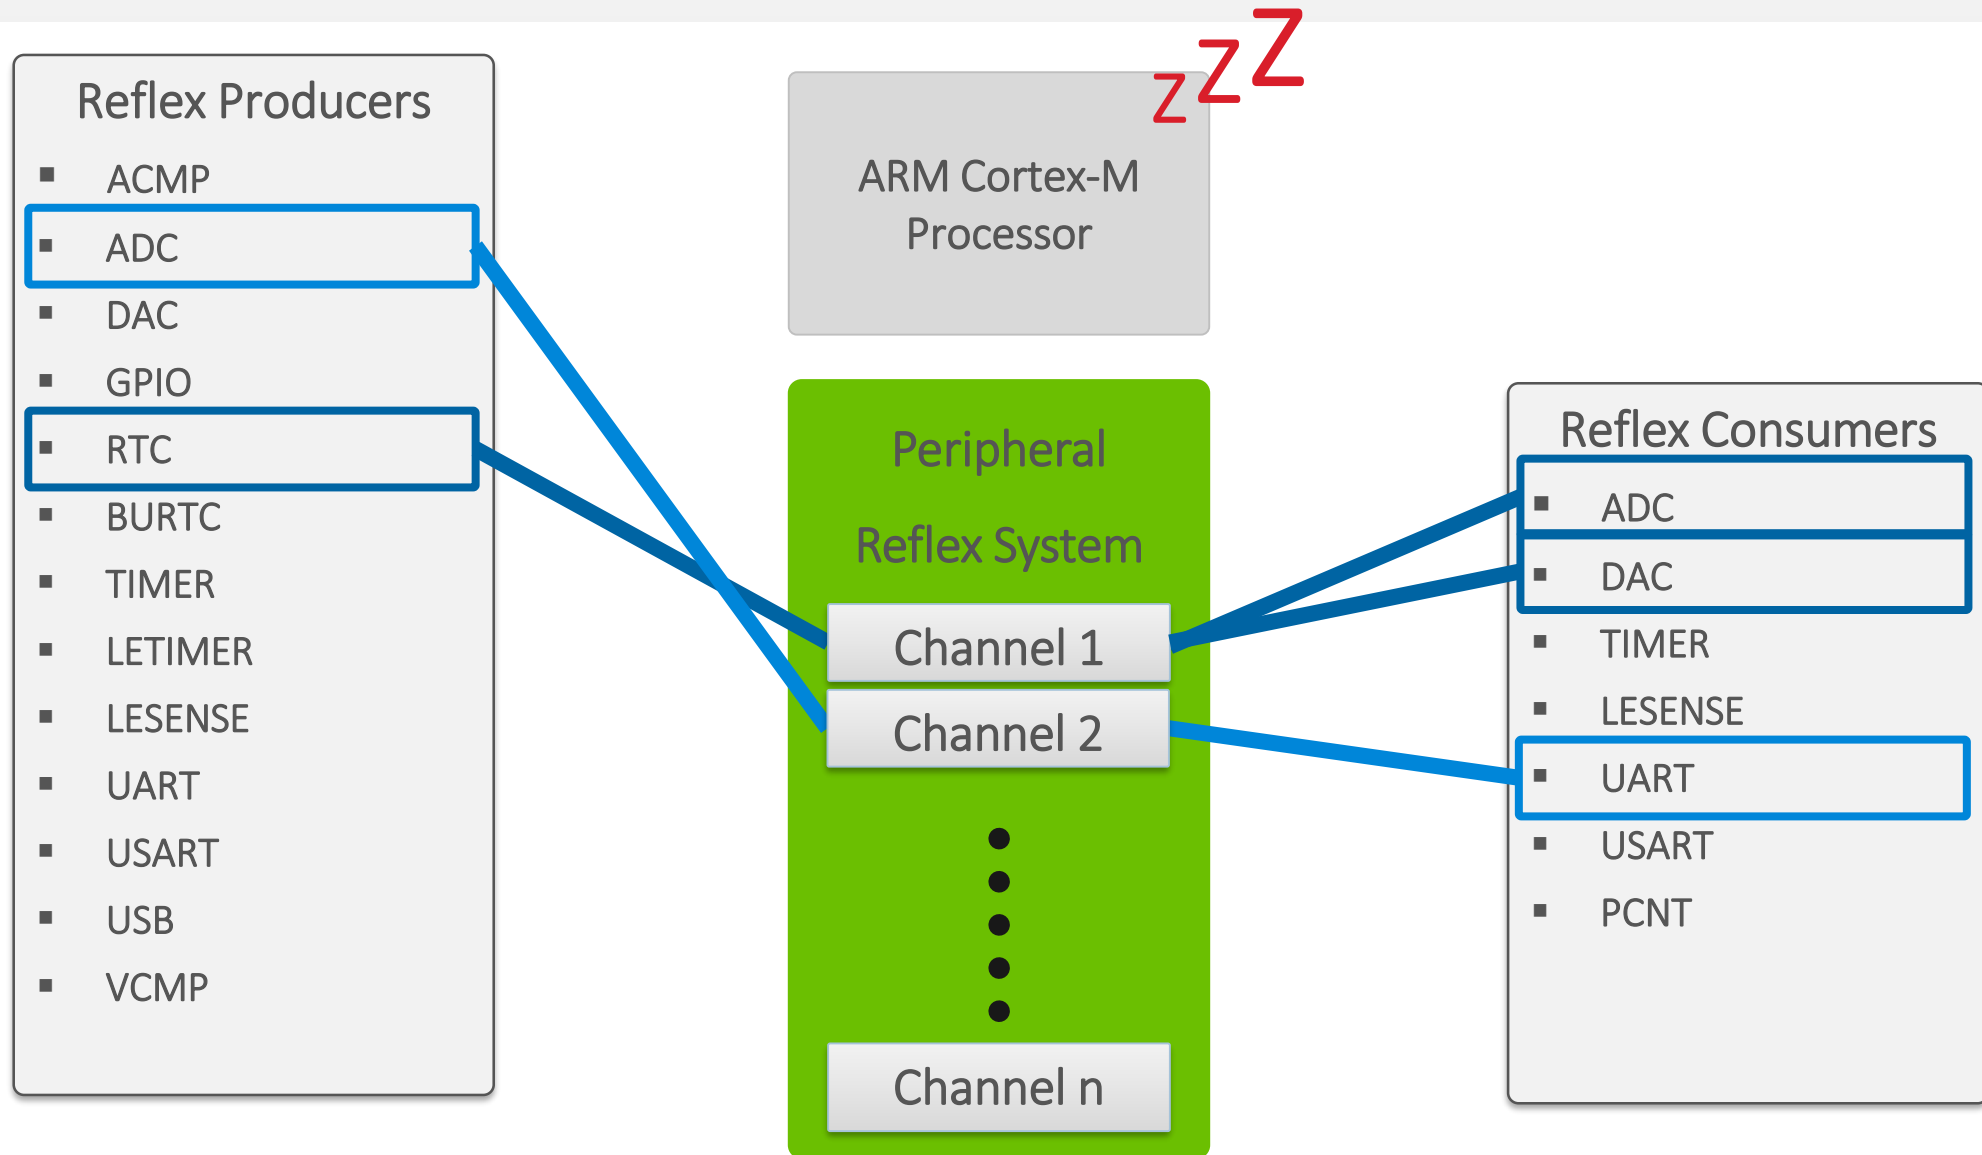 Reflex Producers
▪ ACMP
▪ ADC
▪ DAC
▪ GPIO
▪ RTC
▪ BURTC
▪ TIMER
▪ LETIMER
▪ LESENSE
▪ UART
▪ USART
▪ USB
▪ VCMP
z Z Z
ARM Cortex-M
Processor
Peripheral
Reflex System
Channel 1
Channel 2
Channel n
Reflex Consumers
▪ ADC
▪ DAC
▪ TIMER
▪ LESENSE
▪ UART
▪ USART
▪ PCNT